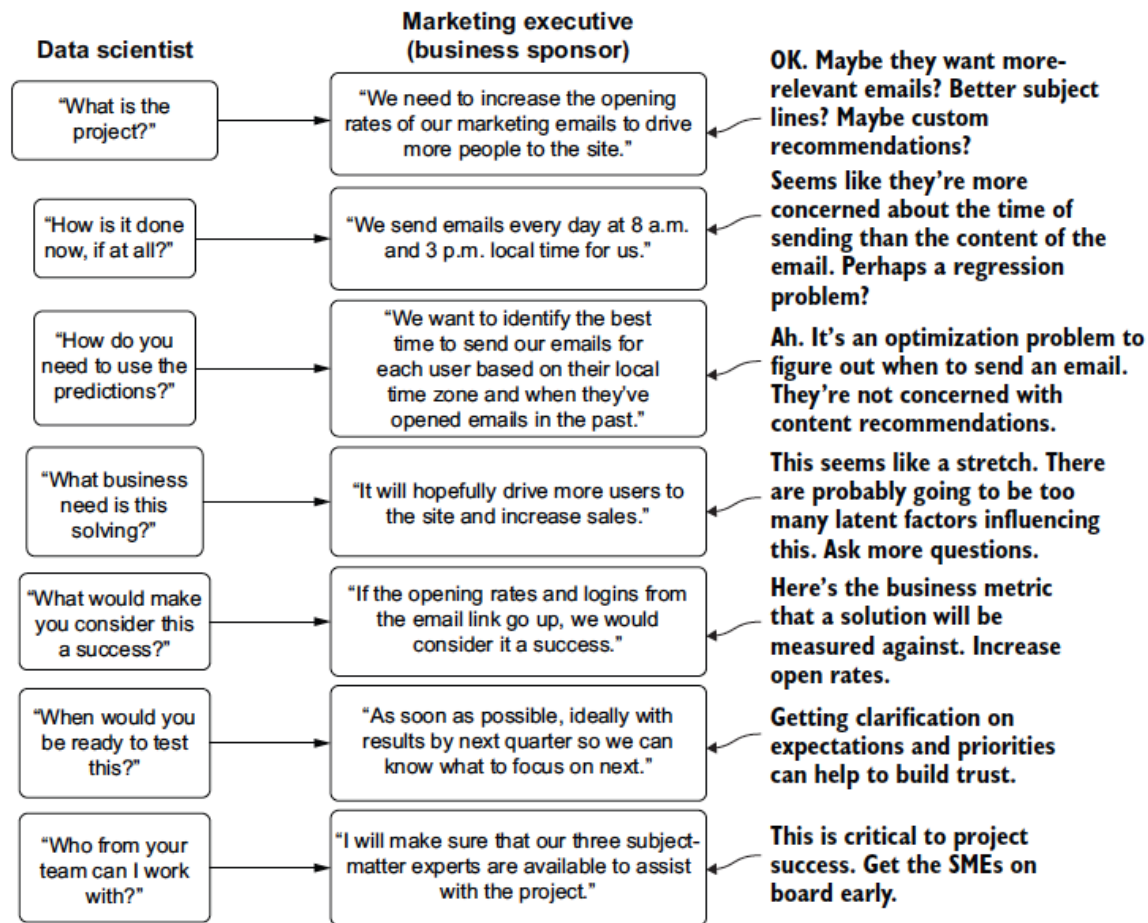 Data scientist
Marketing executive
(business sponsor)
“What is the
project?”
“We need to increase the opening
rates of our marketing emails to drive
more people to the site.”
OK. Maybe they want more-
relevant emails? Better subject
lines? Maybe custom
recommendations?
“How is it done
now, if at all?”
“We send emails every day at 8 a.m.
and 3 p.m. local time for us.”
Seems like they’re more
concerned about the time of
sending than the content of the
email. Perhaps a regression
problem?
“How do you
need to use the
predictions?”
“We want to identify the best
time to send our emails for
each user based on their local
time zone and when they’ve
opened emails in the past.”
Ah. It’s an optimization problem to
figure out when to send an email.
They’re not concerned with
content recommendations.
“What business
need is this
solving?”
“It will hopefully drive more users to
the site and increase sales.”
This seems like a stretch. There
are probably going to be too
many latent factors influencing
this. Ask more questions.
“What would make
you consider this
a success?”
“If the opening rates and logins from
the email link go up, we would
consider it a success.”
Here’s the business metric
that a solution will be
measured against. Increase
open rates.
“When would you
be ready to test
this?”
“As soon as possible, ideally with
results by next quarter so we can
know what to focus on next.”
Getting clarification on
expectations and priorities
can help to build trust.
“Who from your
team can I work
with?”
“I will make sure that our three subject-
matter experts are available to assist
with the project.”
This is critical to project
success. Get the SMEs on
board early.